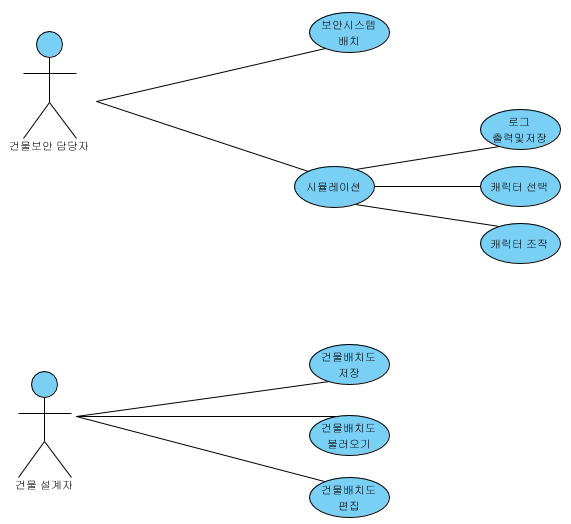 보안시스템
배치
건물보안 담당자
로그
출력및저장
시뮬레이션
캐릭터 선택
캐릭터 조작
건물배치도
저장
건물배치도
불러오기
건물 설계자
건물배치도
편집